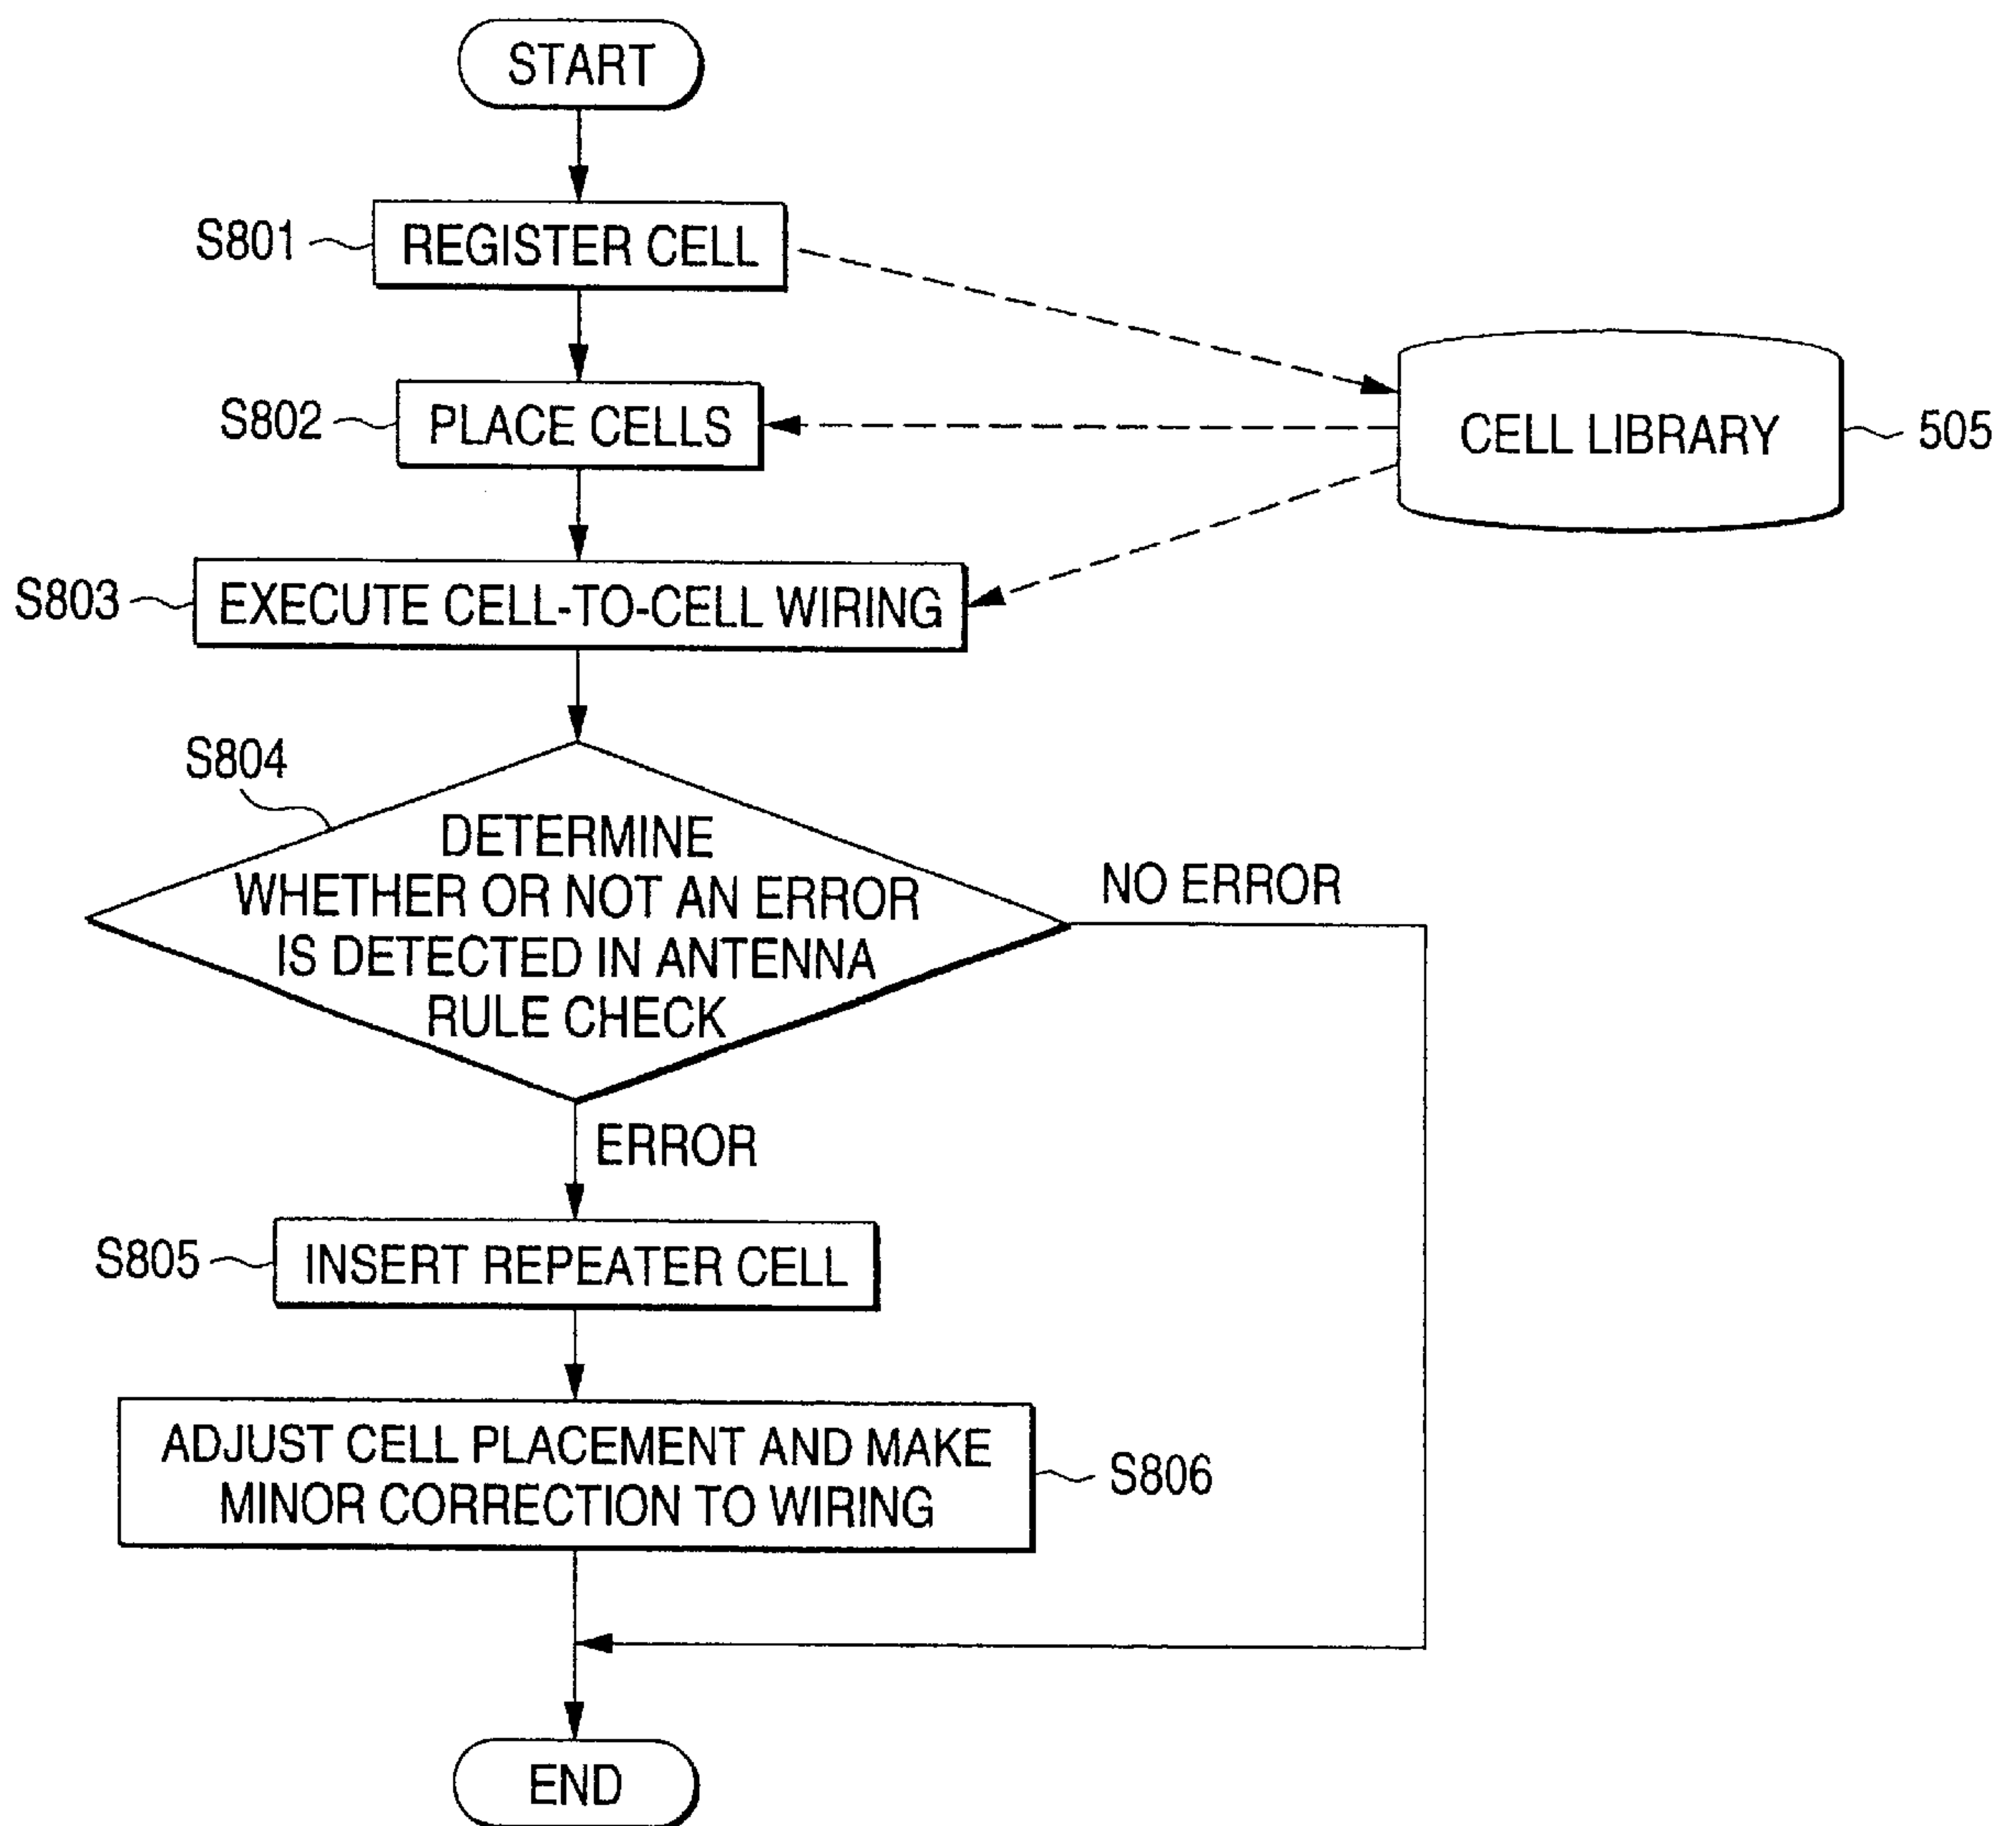 START
S801
REGISTER CELL
S802
PLACE CELLS
CELL LIBRARY
505
S803
EXECUTE CELL-TO-CELL WIRING
S804
DETERMINE
WHETHER OR NOT AN ERROR
IS DETECTED IN ANTENNA
RULE CHECK
NO ERROR
ERROR
S805
INSERT REPEATER CELL
ADJUST CELL PLACEMENT AND MAKE
MINOR CORRECTION TO WIRING
S806
END